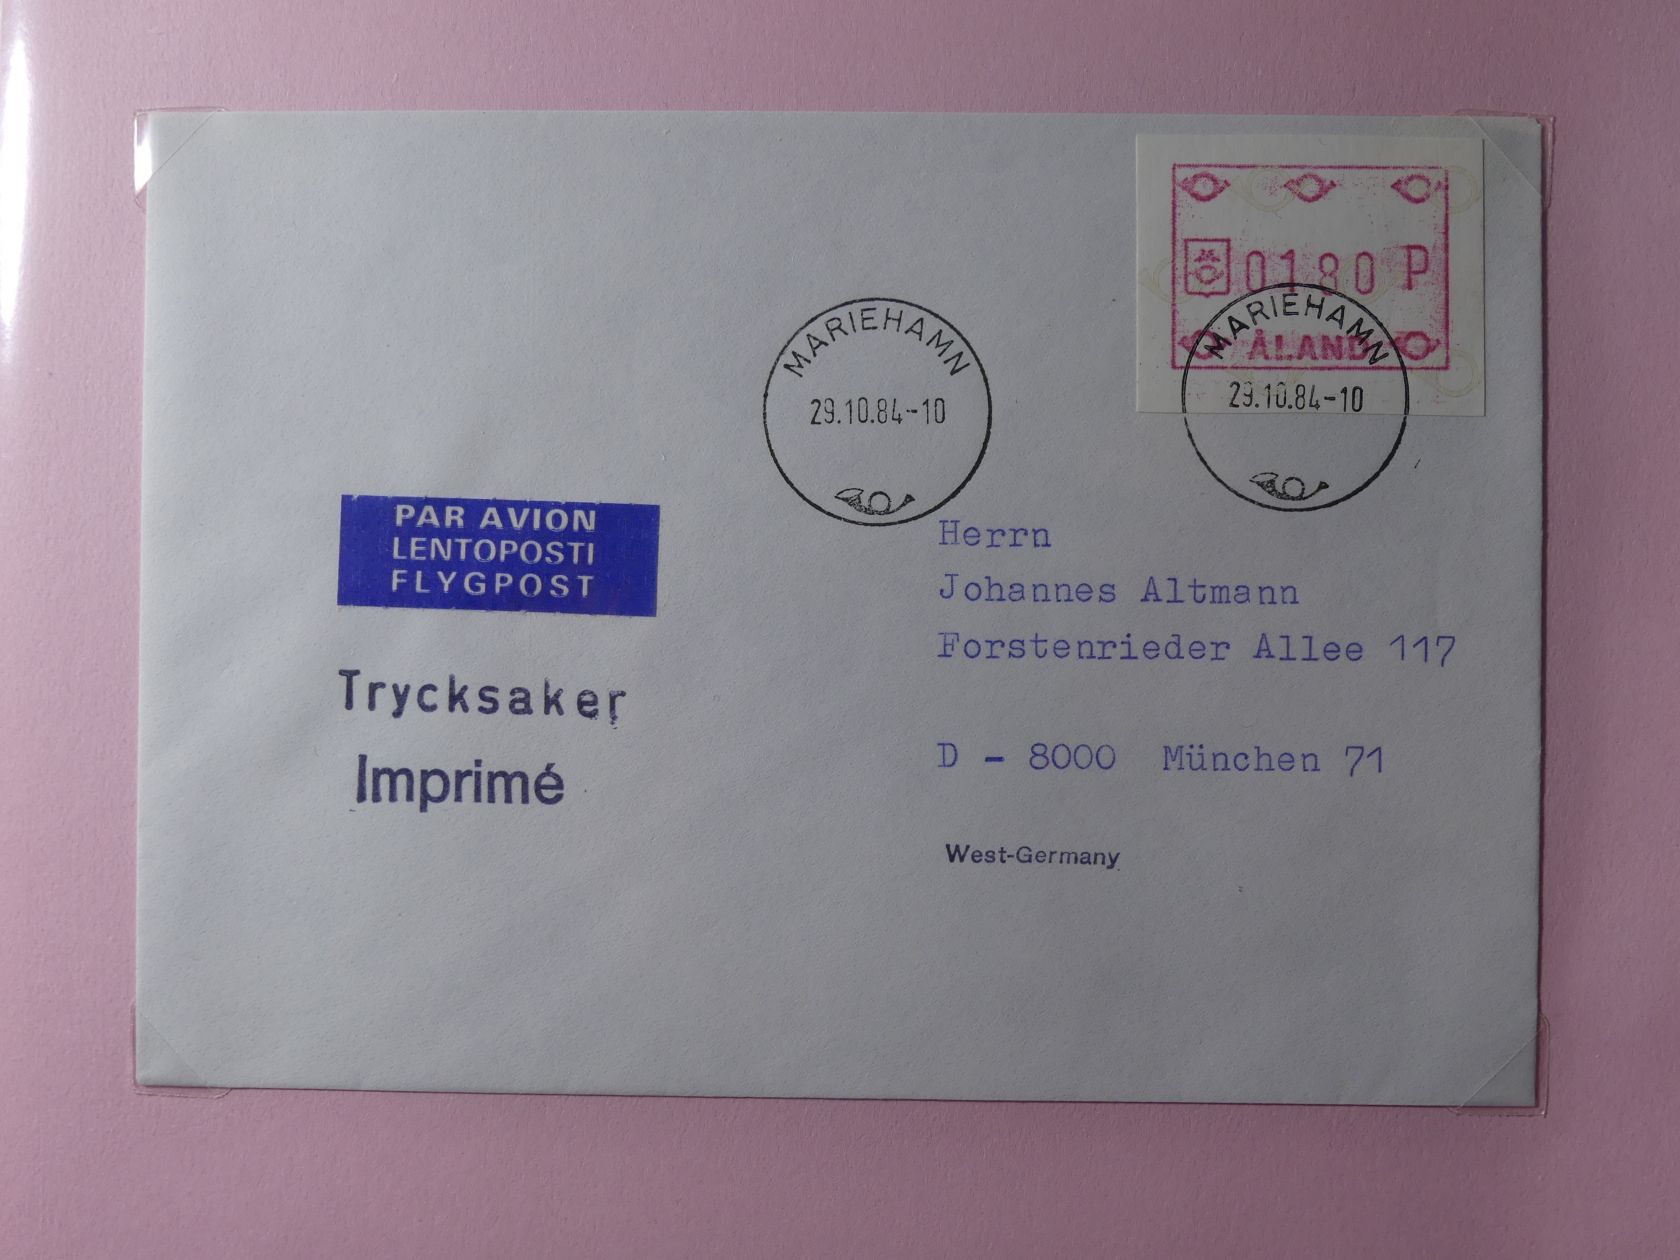 0180 P
ÅLAND
MARIEHAMN
29.10.84-10
MARIEHAMN
29.10.84-10
PAR AVION
LENTOPOSTI
FLYGPOST
Trycksaker
Imprimé
Herrn
Johannes Altmann
Forstenrieder Allee 117
D - 8000 München 71
West-Germany